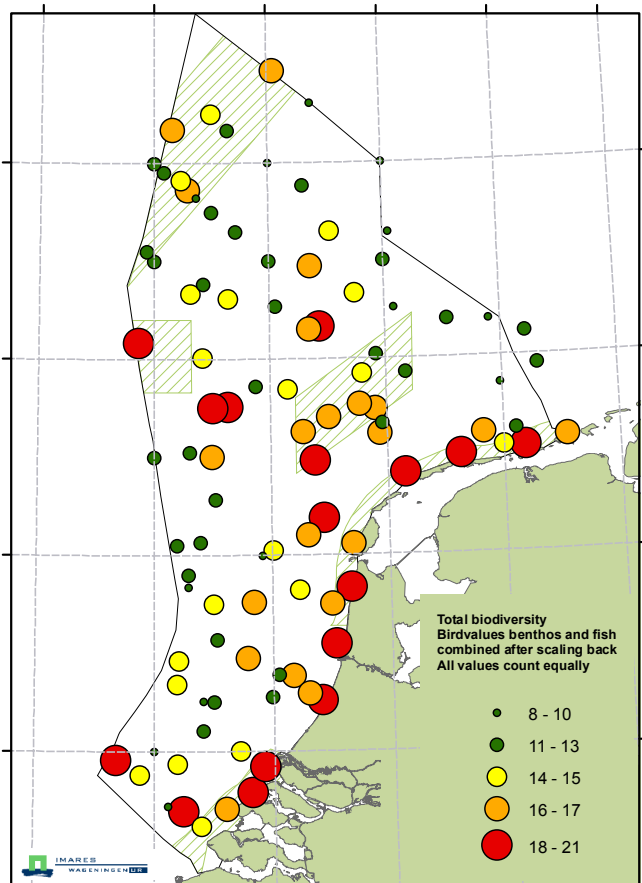 Total biodiversity
Birdvalues benthos and fish
combined after scaling back
All values count equally
8 - 10
11 - 13
14 - 15
16 - 17
18 - 21
IMARES
WAGENINGEN UR